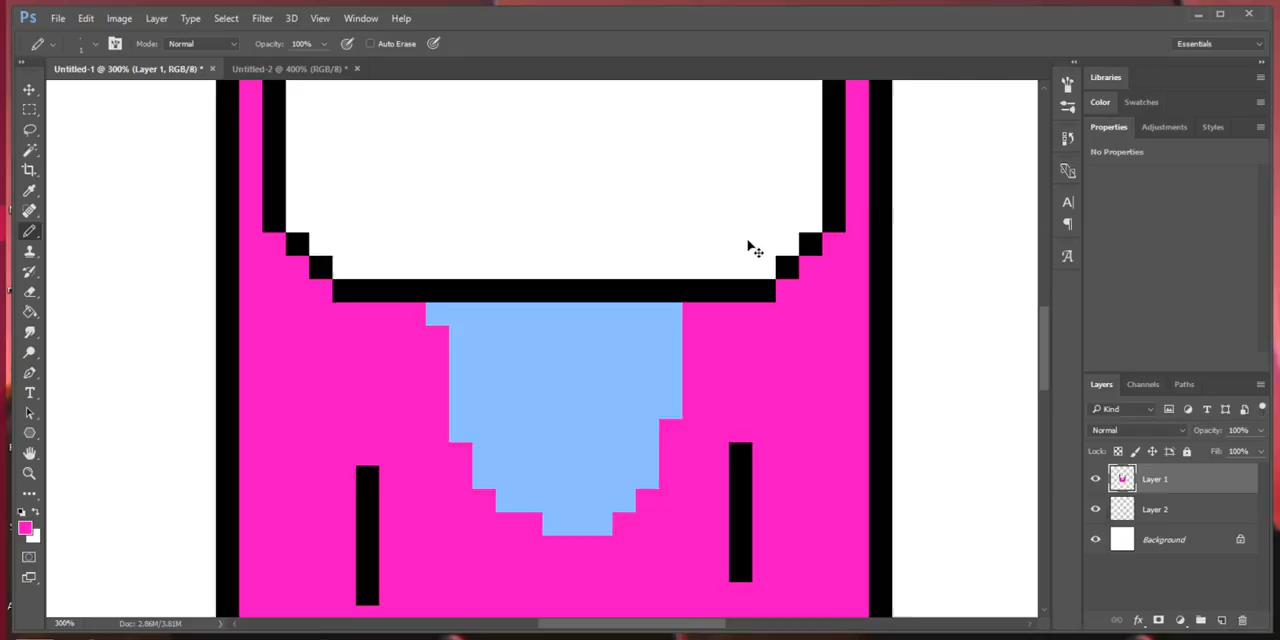 Ps File Edit Image Layer Type Select Filter 3D View Window Help
1 Mode: Normal Opacity: 100% Auto Erase Essentials
Untitled-1 @ 300% (Layer 1, RGB/8) * × Untitled-2 @ 400% (RGB/8) * ×
Libraries
Color Swatches
Properties Adjustments Styles
No Properties
Layers Channels Paths
Kind
Normal Opacity: 100%
Lock: Fill: 100%
Layer 1
Layer 2
Background
300% Doc: 2.86M/3.81M